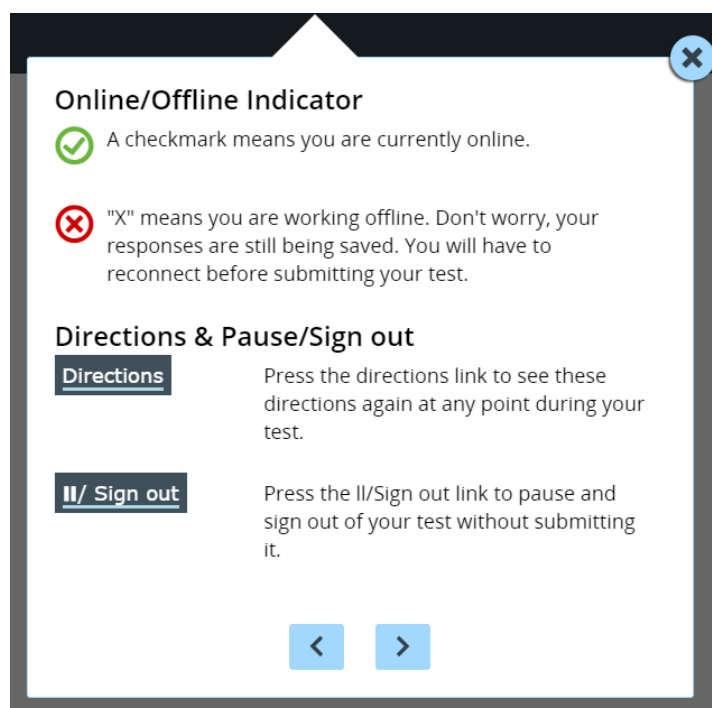 Online/Offline Indicator
A checkmark means you are currently online.
"X" means you are working offline. Don't worry, your
responses are still being saved. You will have to
reconnect before submitting your test.
Directions & Pause/Sign out
Directions
Press the directions link to see these
directions again at any point during your
test.
II/ Sign out
Press the ll/Sign out link to pause and
sign out of your test without submitting
it.